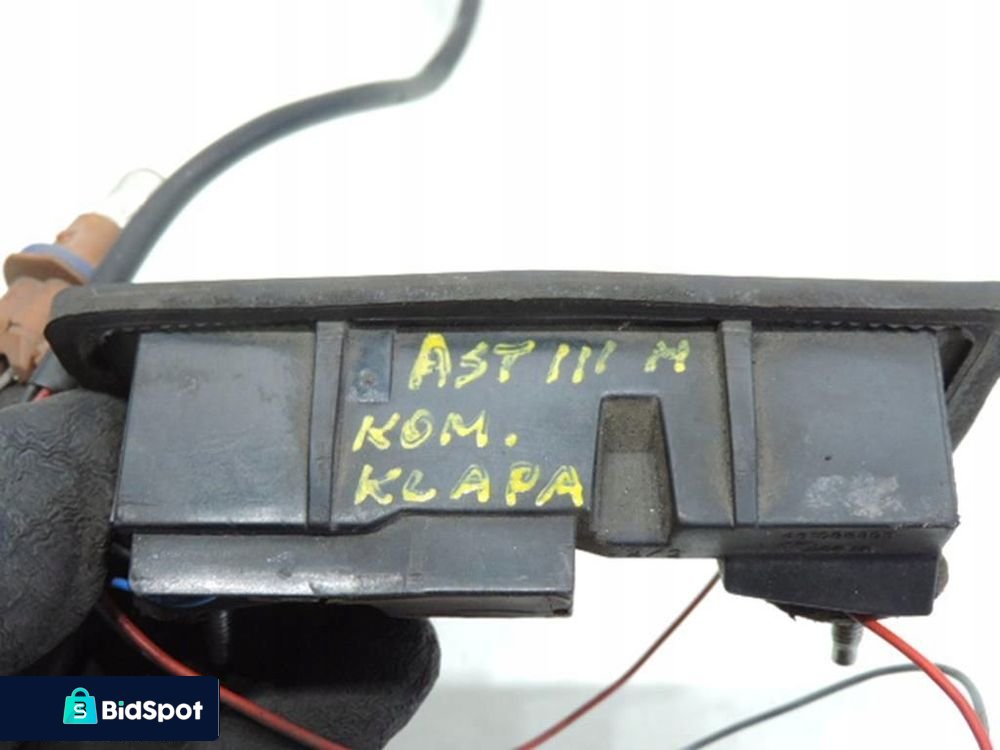 AST III H
KOM.
KLAPA
BidSpot